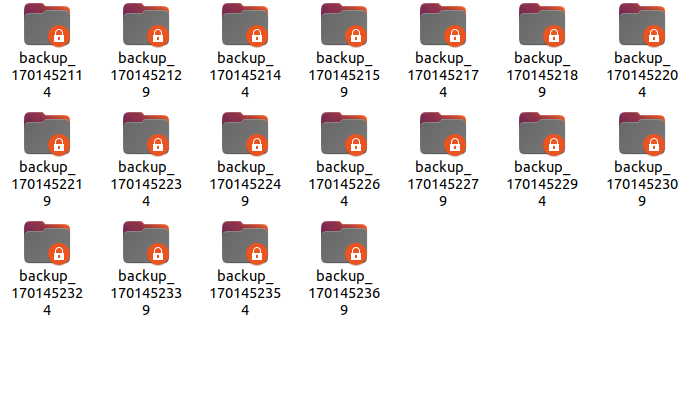 backup_ backup_ backup_ backup_ backup_ backup_ backup_
170145211 170145212 170145214 170145215 170145217 170145218 170145220
4 9 4 9 4 9 4
backup_ backup_ backup_ backup_ backup_ backup_ backup_
170145221 170145223 170145224 170145226 170145227 170145229 170145230
9 4 9 4 9 4 9
backup_ backup_ backup_ backup_
170145232 170145233 170145235 170145236
4 9 4 9